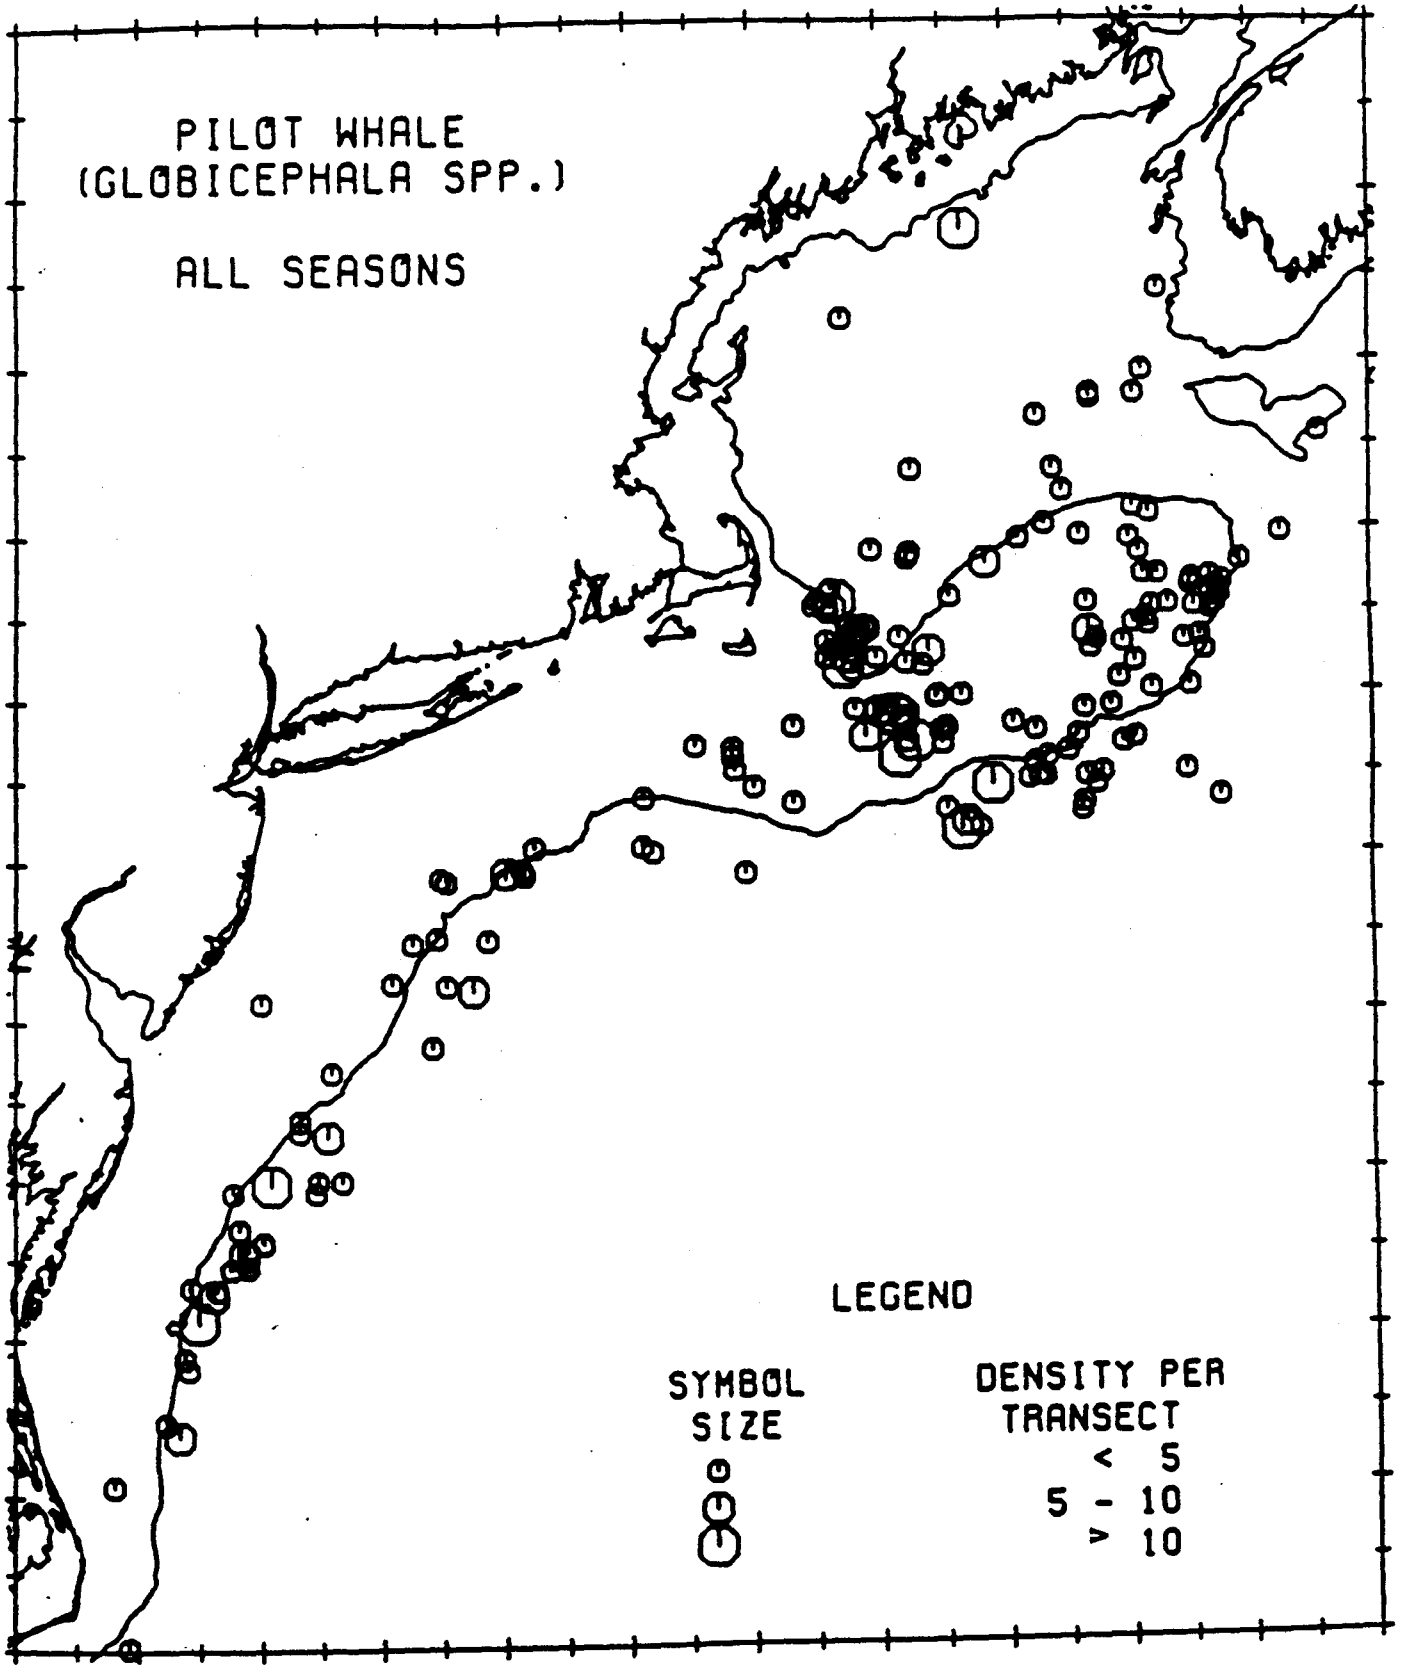 PILOT WHALE
(GLOBICEPHALA SPP.)
ALL SEASONS
LEGEND
SYMBOL
SIZE
DENSITY PER
TRANSECT
< 5
5 - 10
> 10